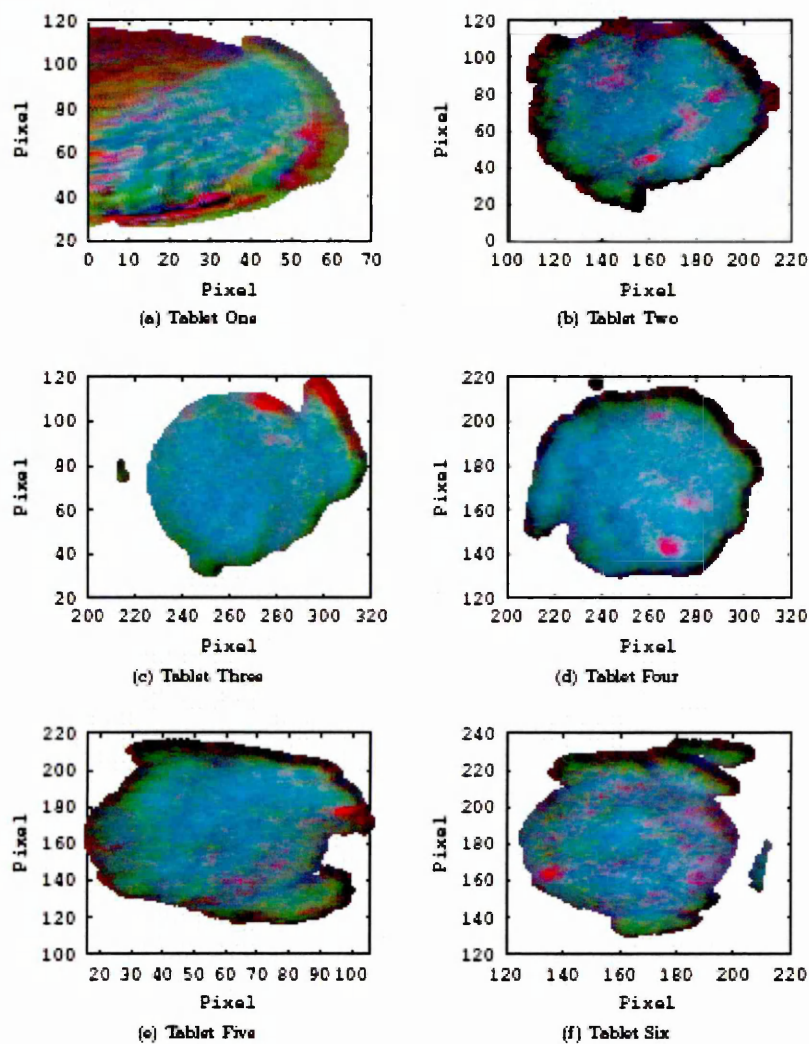 120
100
80
60
40
20
Pixel
0 10 20 30 40 50 60 70
Pixel
(a) Tablet One
120
100
80
60
40
20
0
Pixel
100 120 140 160 180 200 220
Pixel
(b) Tablet Two
120
100
80
60
40
20
Pixel
200 220 240 260 280 300 320
Pixel
(c) Tablet Three
220
200
180
160
140
120
Pixel
200 220 240 260 280 300 320
Pixel
(d) Tablet Four
220
200
180
160
140
120
100
Pixel
20 30 40 50 60 70 80 90 100
Pixel
(e) Tablet Five
240
220
200
180
160
140
120
Pixel
120 140 160 180 200 220
Pixel
(f) Tablet Six